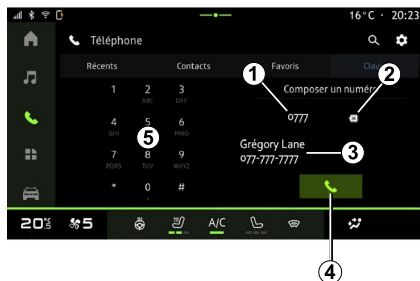 16°C · 20:23
Téléphone
Récents Contacts Favoris Clavier
1 2 3 Composer un numéro
ABC DEF
1 2
0777
4 5 6
GHI MNO
5
Grégory Lane
077-777-7777 3
7 8 9
PQRS TUV WXYZ
* 0 #
20.5 5 A/C
4